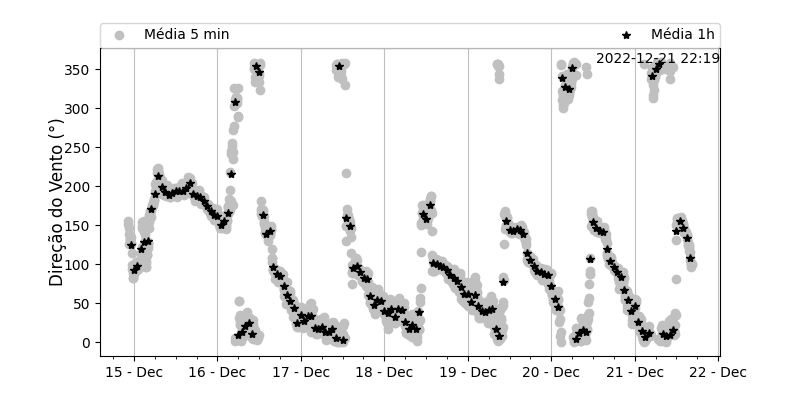 Média 5 min
Média 1h
2022-12-21 22:19
Direção do Vento (°)
350
300
250
200
150
100
50
0
15 - Dec
16 - Dec
17 - Dec
18 - Dec
19 - Dec
20 - Dec
21 - Dec
22 - Dec